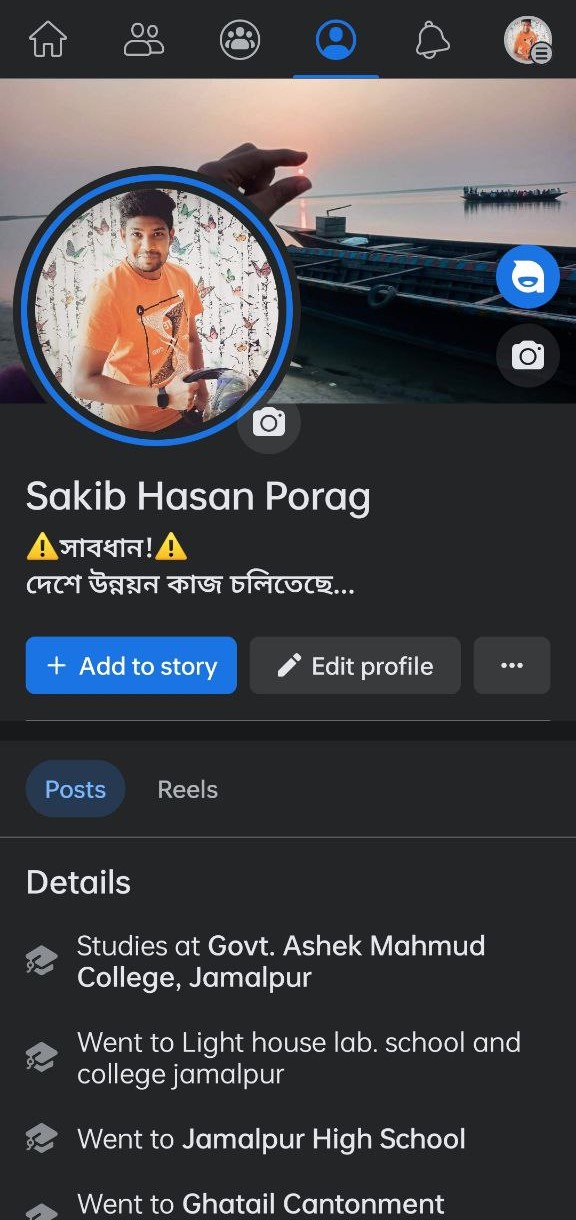 Sakib Hasan Porag
⚠️সাবধান!⚠️
দেশে উন্নয়ন কাজ চলিতেছে...
+ Add to story
Edit profile
Posts
Reels
Details
Studies at Govt. Ashek Mahmud
College, Jamalpur
Went to Light house lab. school and
college jamalpur
Went to Jamalpur High School
Went to Ghatail Cantonment